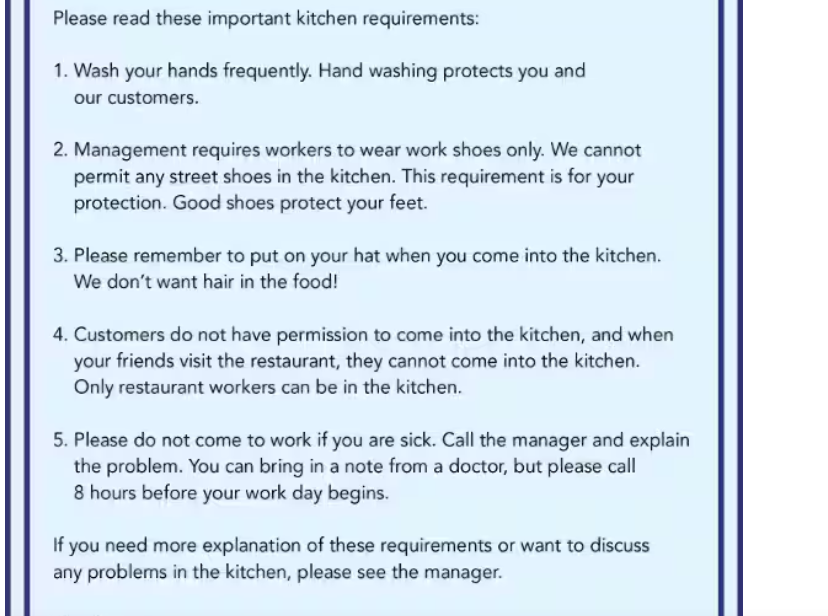 Please read these important kitchen requirements:
1. Wash your hands frequently. Hand washing protects you and
our customers.
2. Management requires workers to wear work shoes only. We cannot
permit any street shoes in the kitchen. This requirement is for your
protection. Good shoes protect your feet.
3. Please remember to put on your hat when you come into the kitchen.
We don't want hair in the food!
4. Customers do not have permission to come into the kitchen, and when
your friends visit the restaurant, they cannot come into the kitchen.
Only restaurant workers can be in the kitchen.
5. Please do not come to work if you are sick. Call the manager and explain
the problem. You can bring in a note from a doctor, but please call
8 hours before your work day begins.
If you need more explanation of these requirements or want to discuss
any problems in the kitchen, please see the manager.